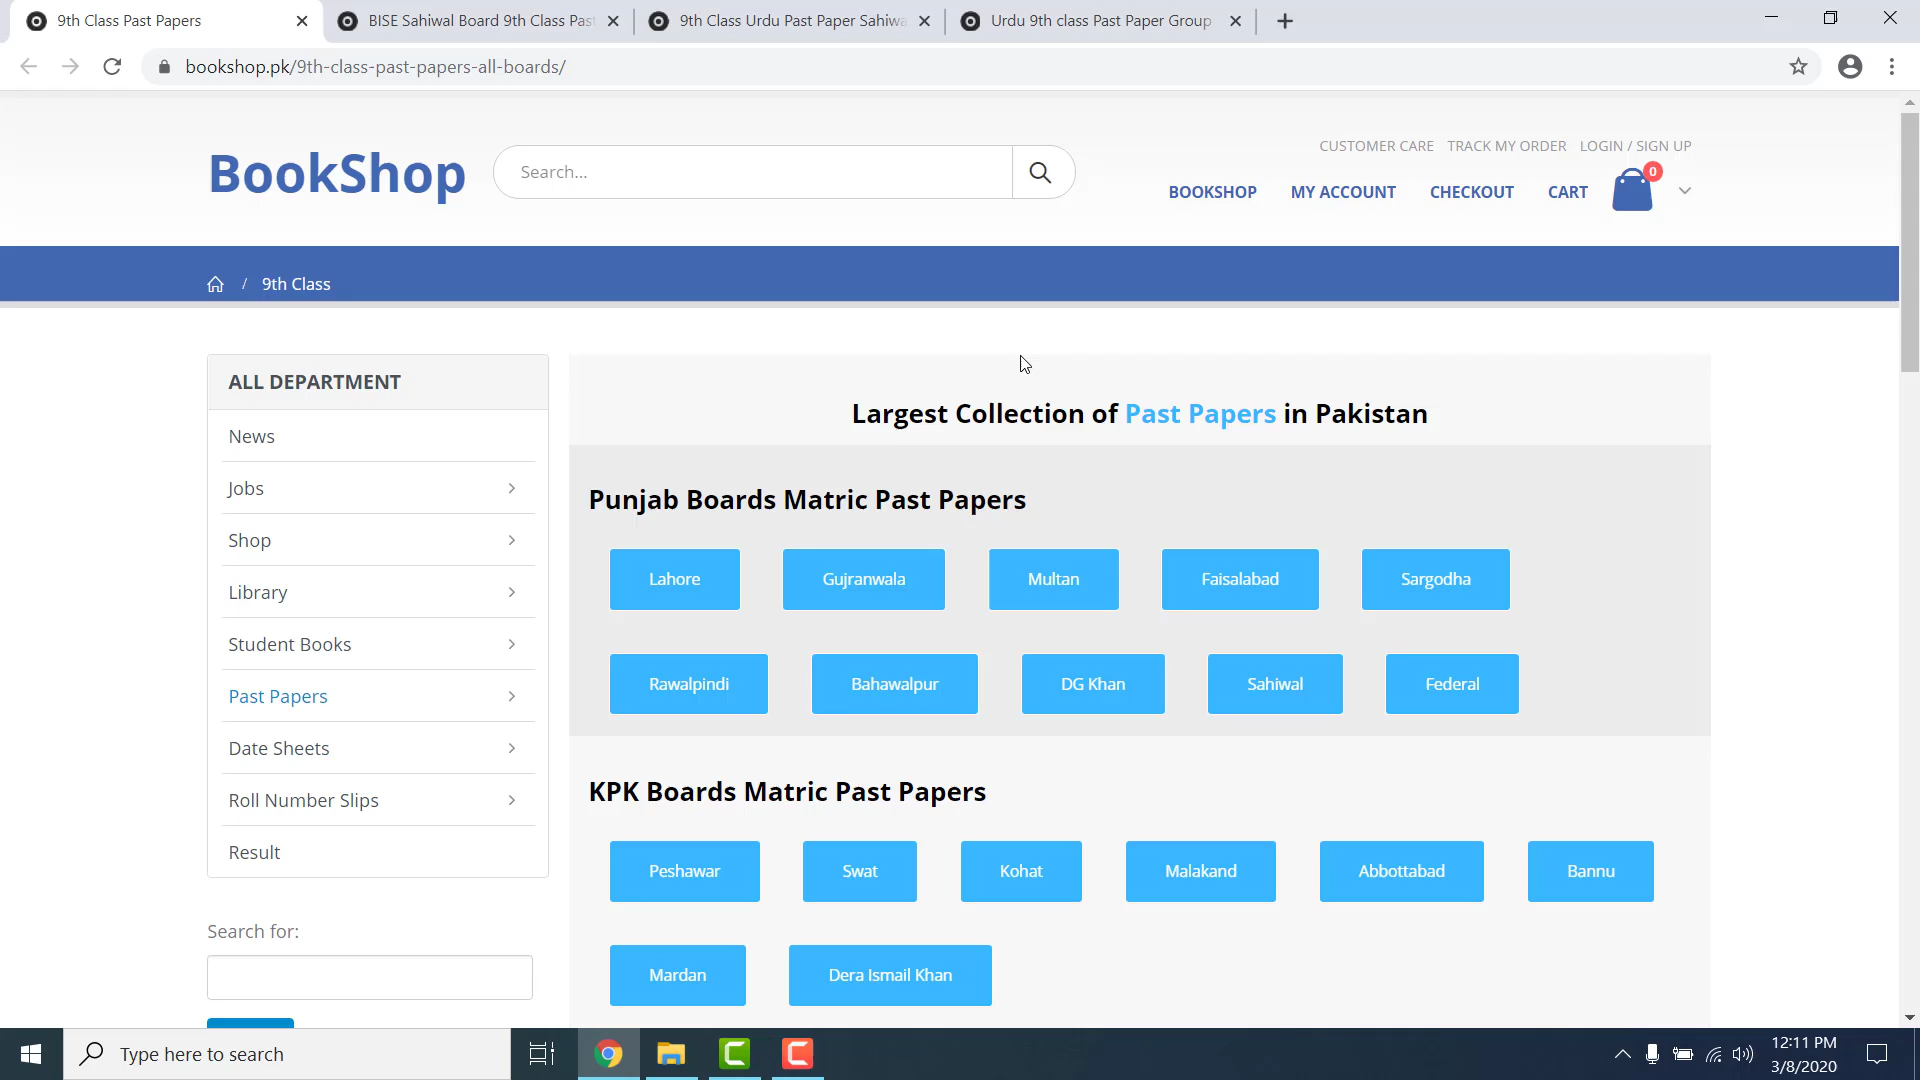 9th Class Past Papers
BISE Sahiwal Board 9th Class Past
9th Class Urdu Past Paper Sahiwa
Urdu 9th class Past Paper Group
bookshop.pk/9th-class-past-papers-all-boards/
CUSTOMER CARE TRACK MY ORDER LOGIN / SIGN UP
BookShop
Search...
BOOKSHOP MY ACCOUNT CHECKOUT CART
0
/ 9th Class
ALL DEPARTMENT
News
Jobs
Shop
Library
Student Books
Past Papers
Date Sheets
Roll Number Slips
Result
Search for:
Largest Collection of Past Papers in Pakistan
Punjab Boards Matric Past Papers
Lahore
Gujranwala
Multan
Faisalabad
Sargodha
Rawalpindi
Bahawalpur
DG Khan
Sahiwal
Federal
KPK Boards Matric Past Papers
Peshawar
Swat
Kohat
Malakand
Abbottabad
Bannu
Mardan
Dera Ismail Khan
Type here to search
12:11 PM
3/8/2020